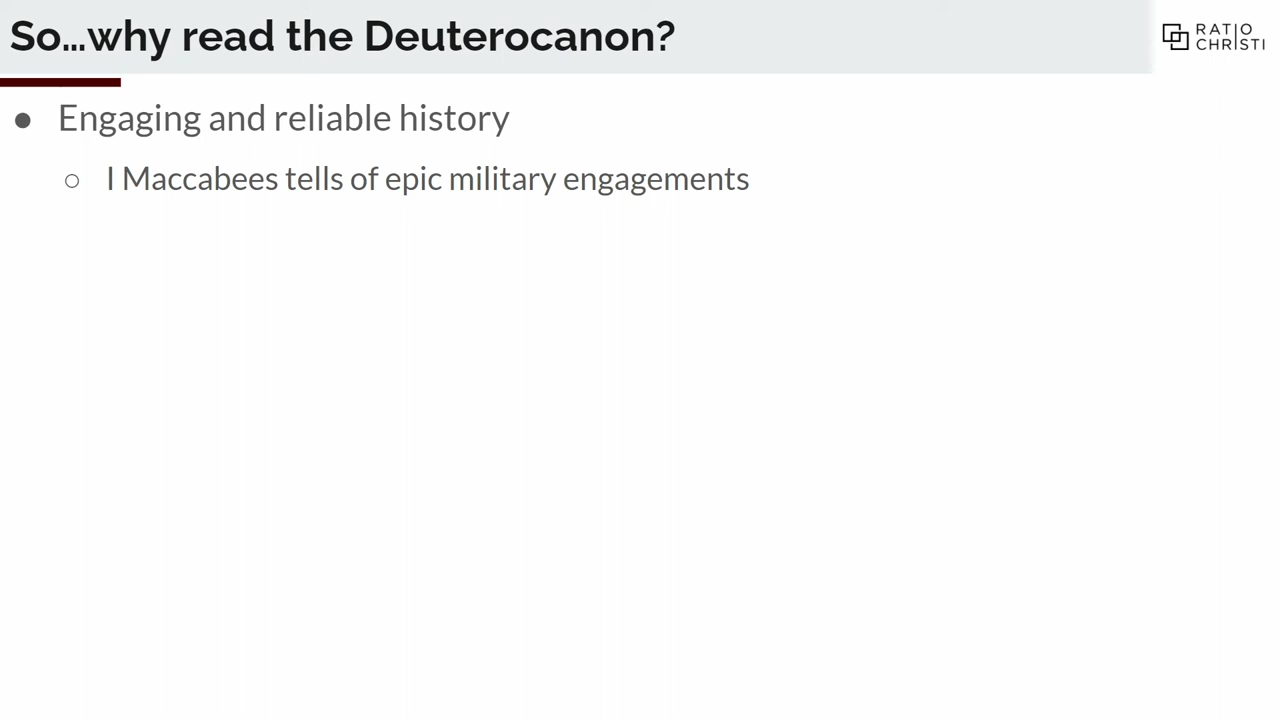 So...why read the Deuterocanon?
RATIO
CHRISTI
● Engaging and reliable history
○ I Maccabees tells of epic military engagements